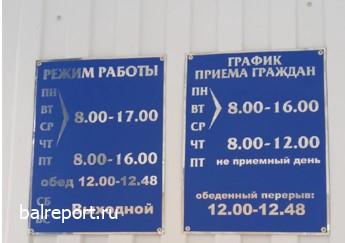 РЕЖИМ РАБОТЫ
ПН
ВТ
СР
8.00-17.00
ЧТ
ПТ 8.00-16.00
обед 12.00-12.48
СБ
ВС
Выходной
ГРАФИК
ПРИЕМА ГРАЖДАН
ПН
ВТ
СР
8.00-16.00
ЧТ 8.00-12.00
ПТ не приемный день
обеденный перерыв:
12.00-12.48
balreport.ru